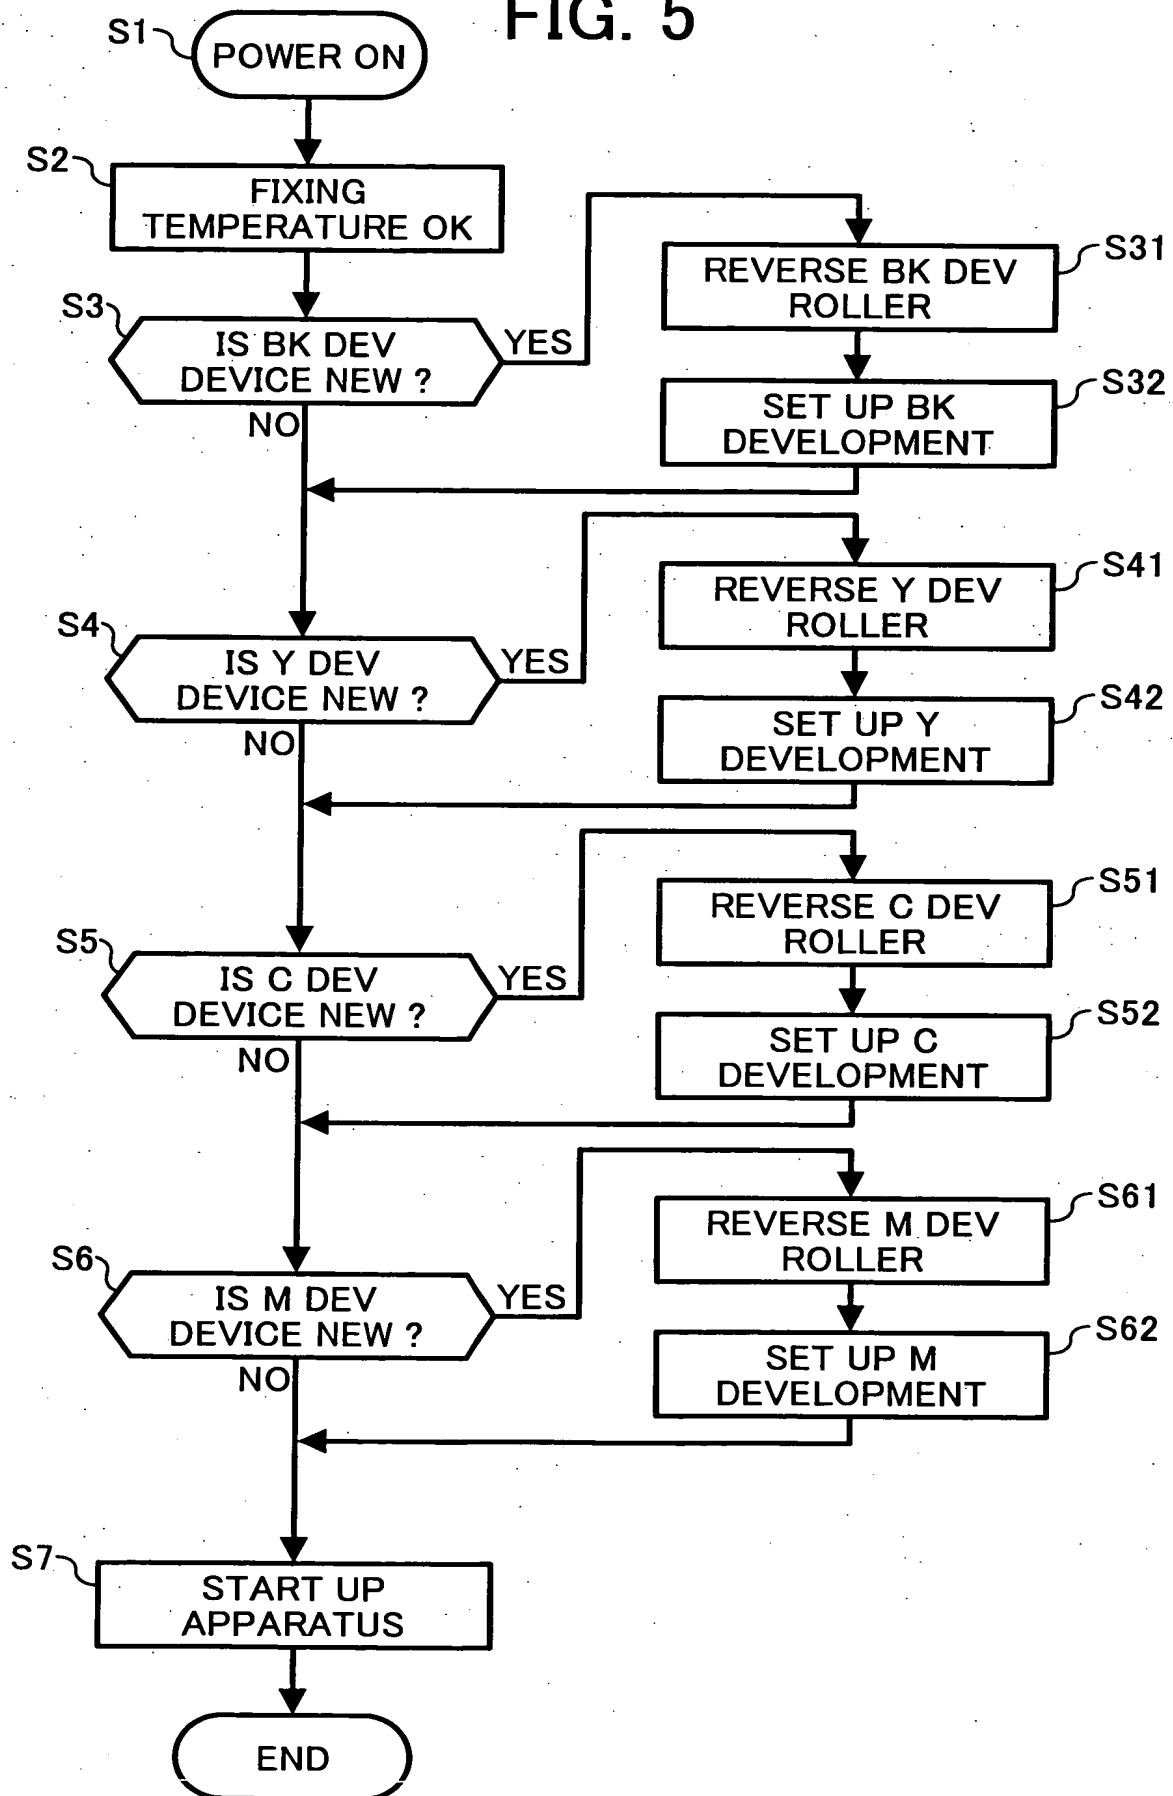 FIG. 5
S1
POWER ON
S2
FIXING
TEMPERATURE OK
S3
IS BK DEV
DEVICE NEW ?
YES
NO
S31
REVERSE BK DEV
ROLLER
S32
SET UP BK
DEVELOPMENT
S4
IS Y DEV
DEVICE NEW ?
YES
NO
S41
REVERSE Y DEV
ROLLER
S42
SET UP Y
DEVELOPMENT
S5
IS C DEV
DEVICE NEW ?
YES
NO
S51
REVERSE C DEV
ROLLER
S52
SET UP C
DEVELOPMENT
S6
IS M DEV
DEVICE NEW ?
YES
NO
S61
REVERSE M DEV
ROLLER
S62
SET UP M
DEVELOPMENT
S7
START UP
APPARATUS
END